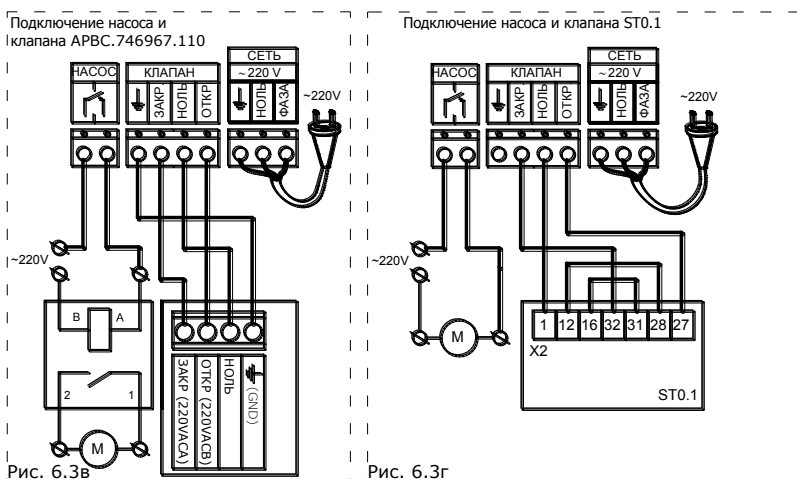 Подключение насоса и
клапана АРВС.746967.110
НАСОС
КЛАПАН
ЗАКР
НОЛЬ
ОТКР
СЕТЬ
~ 220 V
НОЛЬ
ФАЗА
~220V
~220V
B
A
2
1
M
ЗАКР (220VACA)
ОТКР (220VACB)
НОЛЬ
(GND)
Рис. 6.3в
Подключение насоса и клапана ST0.1
НАСОС
КЛАПАН
ЗАКР
НОЛЬ
ОТКР
СЕТЬ
~ 220 V
НОЛЬ
ФАЗА
~220V
~220V
M
1 12 16 32 31 28 27
X2
ST0.1
Рис. 6.3г